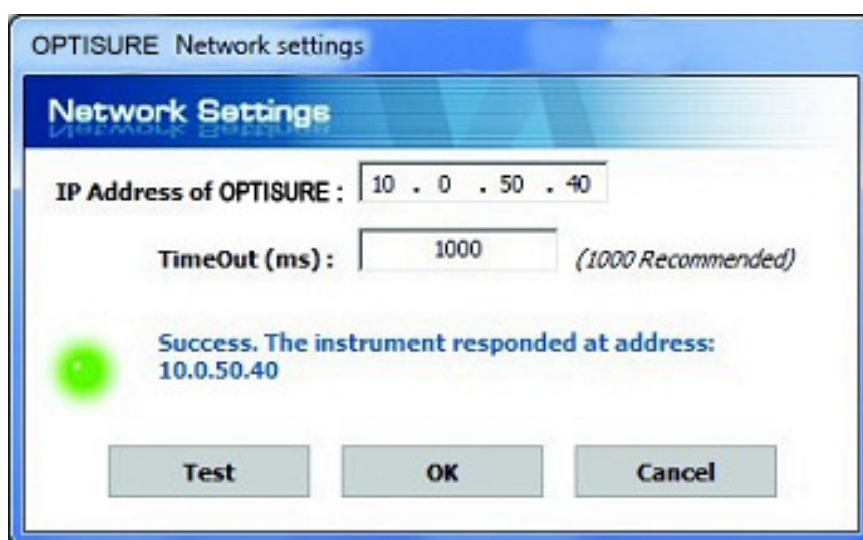 OPTISURE Network settings
Network Settings
IP Address of OPTISURE : 10 . 0 . 50 . 40
TimeOut (ms) : 1000 (1000 Recommended)
Success. The instrument responded at address:
10.0.50.40
Test OK Cancel